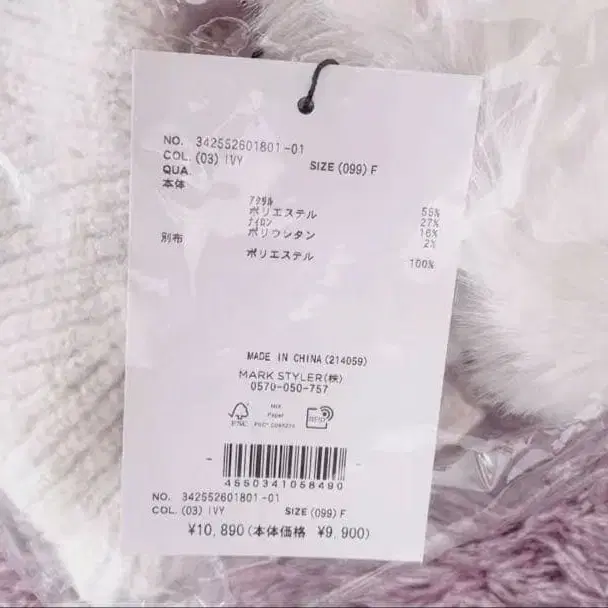 NO. 342552601801-01
COL. (03) IVY SIZE (099) F
QUA.
本体
アクリル 55%
ポリエステル 27%
ナイロン 16%
ポリウレタン 2%
別布
ポリエステル 100%
MADE IN CHINA (214059)
MARK STYLER(株)
0570-050-757
FSC
MIX
Paper
RFID
4550341058490
NO. 342552601801-01
COL. (03) IVY SIZE (099) F
¥10,890(本体価格 ¥9,900)